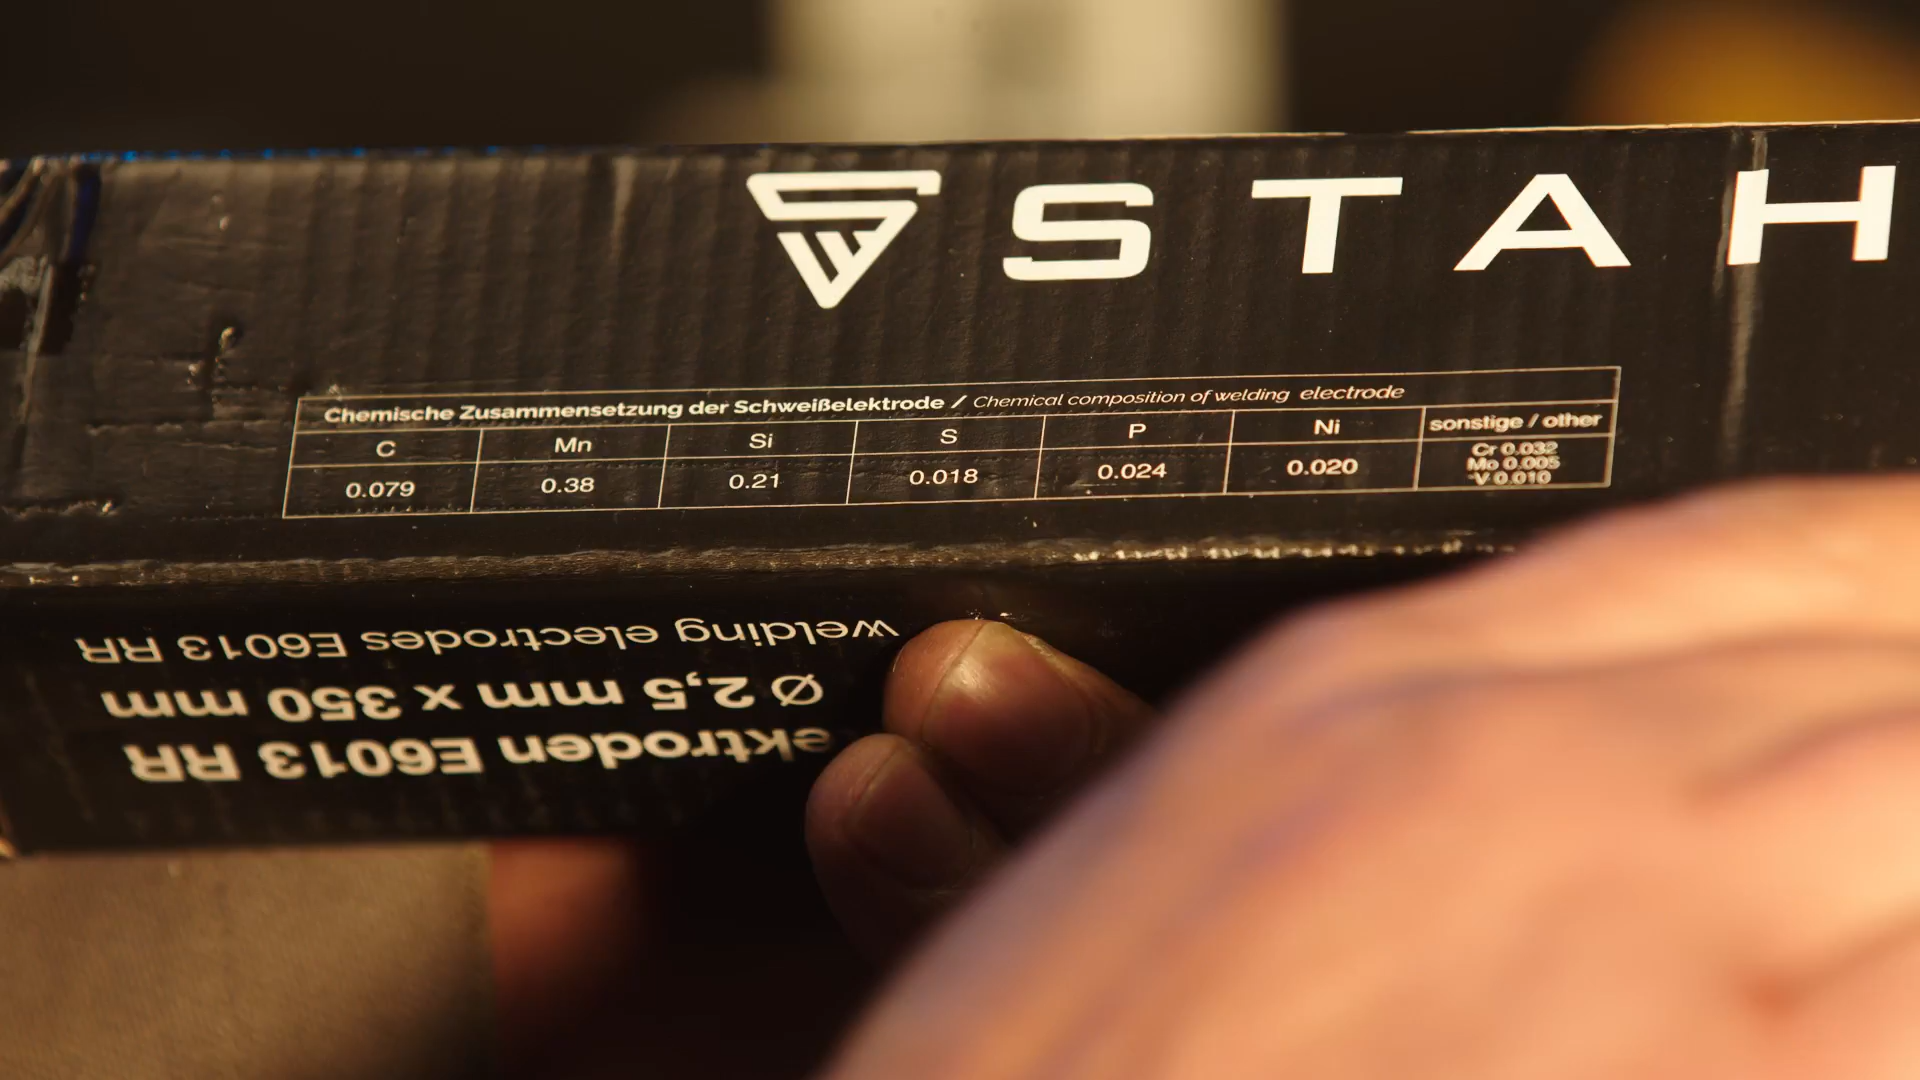 STAH
Chemische Zusammensetzung der Schweißelektrode / Chemical composition of welding electrode
C Mn Si S P Ni sonstige / other
0.079 0.38 0.21 0.018 0.024 0.020 Cr 0.032
Mo 0.005
V 0.010
ektroden E6013 RR
Ø 2,5 mm x 350 mm
welding electrodes E6013 RR